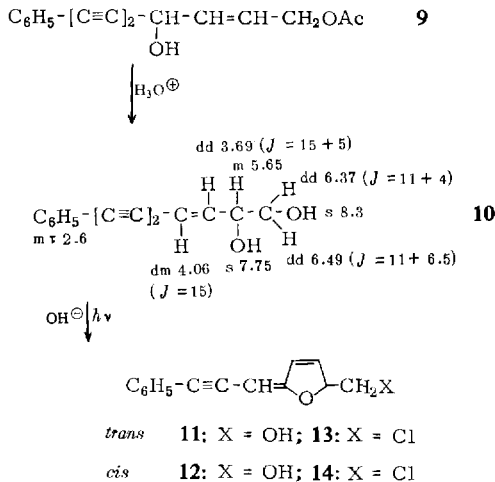 C₆H₅–[C≡C]₂–CH–CH=CH–CH₂OAc 9
OH
H₃O⊕
dd 3.69 (J = 15 + 5)
m 5.65
H H H dd 6.37 (J = 11 + 4)
C₆H₅–[C≡C]₂–C=C–C–C–OH s 8.3 10
m τ 2.6 H OH H
dm 4.06 s 7.75 dd 6.49 (J = 11 + 6.5)
(J = 15)
OH⊖ hν
C₆H₅–C≡C–CH= O –CH₂X
trans 11: X = OH; 13: X = Cl
cis 12: X = OH; 14: X = Cl